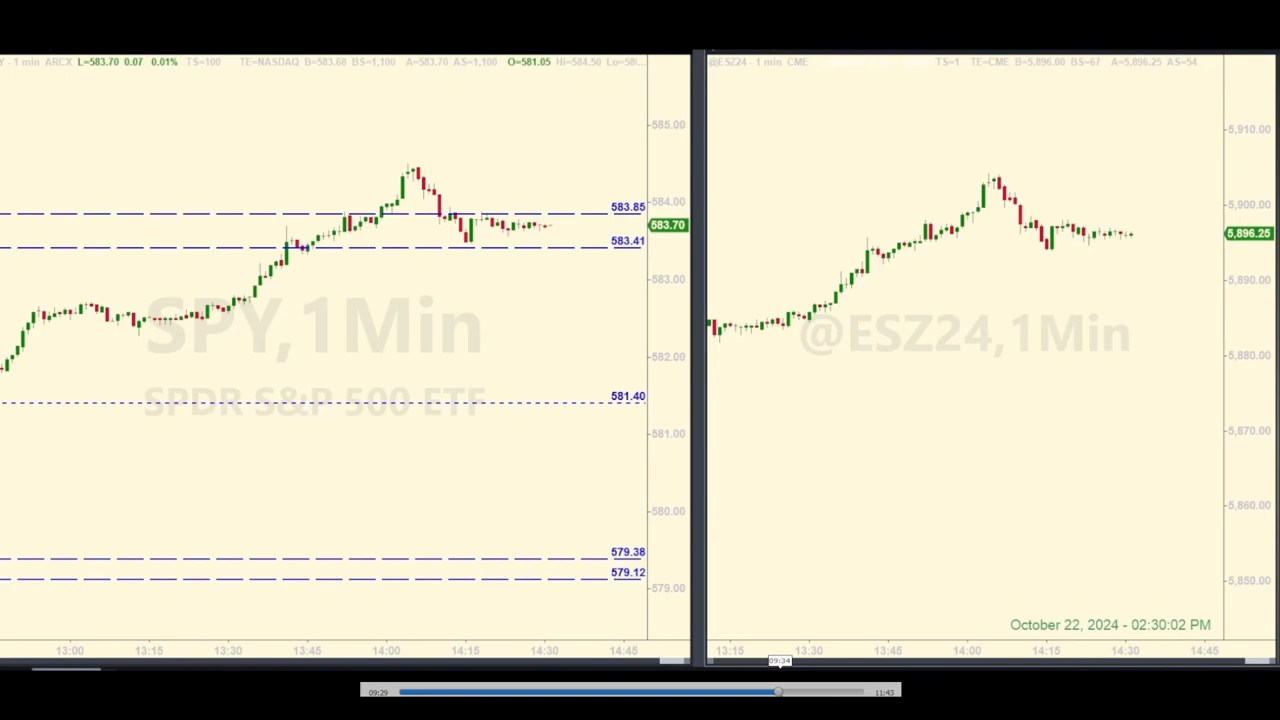 Y - 1 min ARCX L=583.70 0.07 0.01% TS=100 TE=NASDAQ B=583.68 BS=1,100 A=583.70 AS=1,100 O=581.05 Hi=584.50
585.00
584.00
583.85
583.70
583.41
583.00
582.00
581.40
581.00
580.00
579.38
579.12
579.00
SPY,1Min
SPDR S&P 500 ETF
13:00 13:15 13:30 13:45 14:00 14:15 14:30 14:45
@ESZ24 - 1 min CME TS=1 TE=CME B=5,896.00 BS=67 A=5,896.25 AS=54
5,910.00
5,900.00
5,896.25
5,890.00
5,880.00
5,870.00
5,860.00
5,850.00
@ESZ24,1Min
October 22, 2024 - 02:30:02 PM
13:15 13:30 13:45 14:00 14:15 14:30 14:45
09:34
09:29 11:43